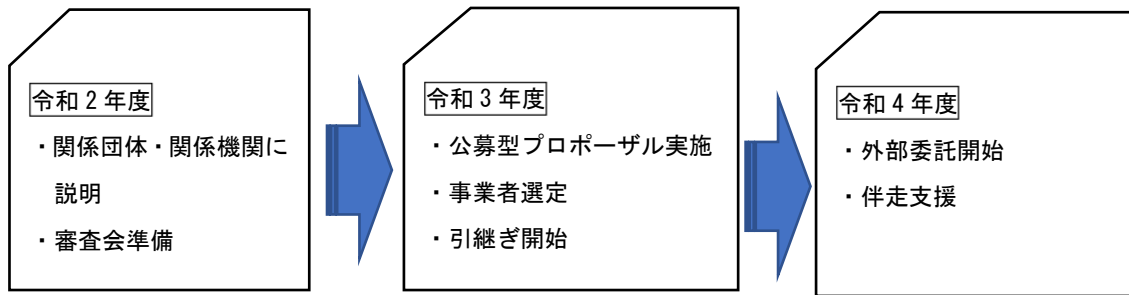 令和２年度
・関係団体・関係機関に
説明
・審査会準備
令和３年度
・公募型プロポーザル実施
・事業者選定
・引継ぎ開始
令和４年度
・外部委託開始
・伴走支援